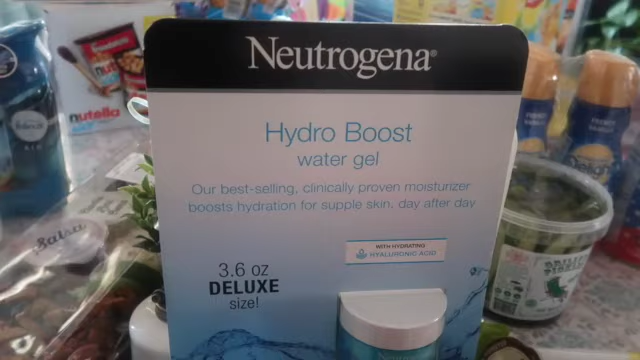 Neutrogena®
Hydro Boost
water gel
Our best-selling, clinically proven moisturizer
boosts hydration for supple skin, day after day
WITH HYDRATING
HYALURONIC ACID
3.6 oz
DELUXE
size!
nutella
Salsa